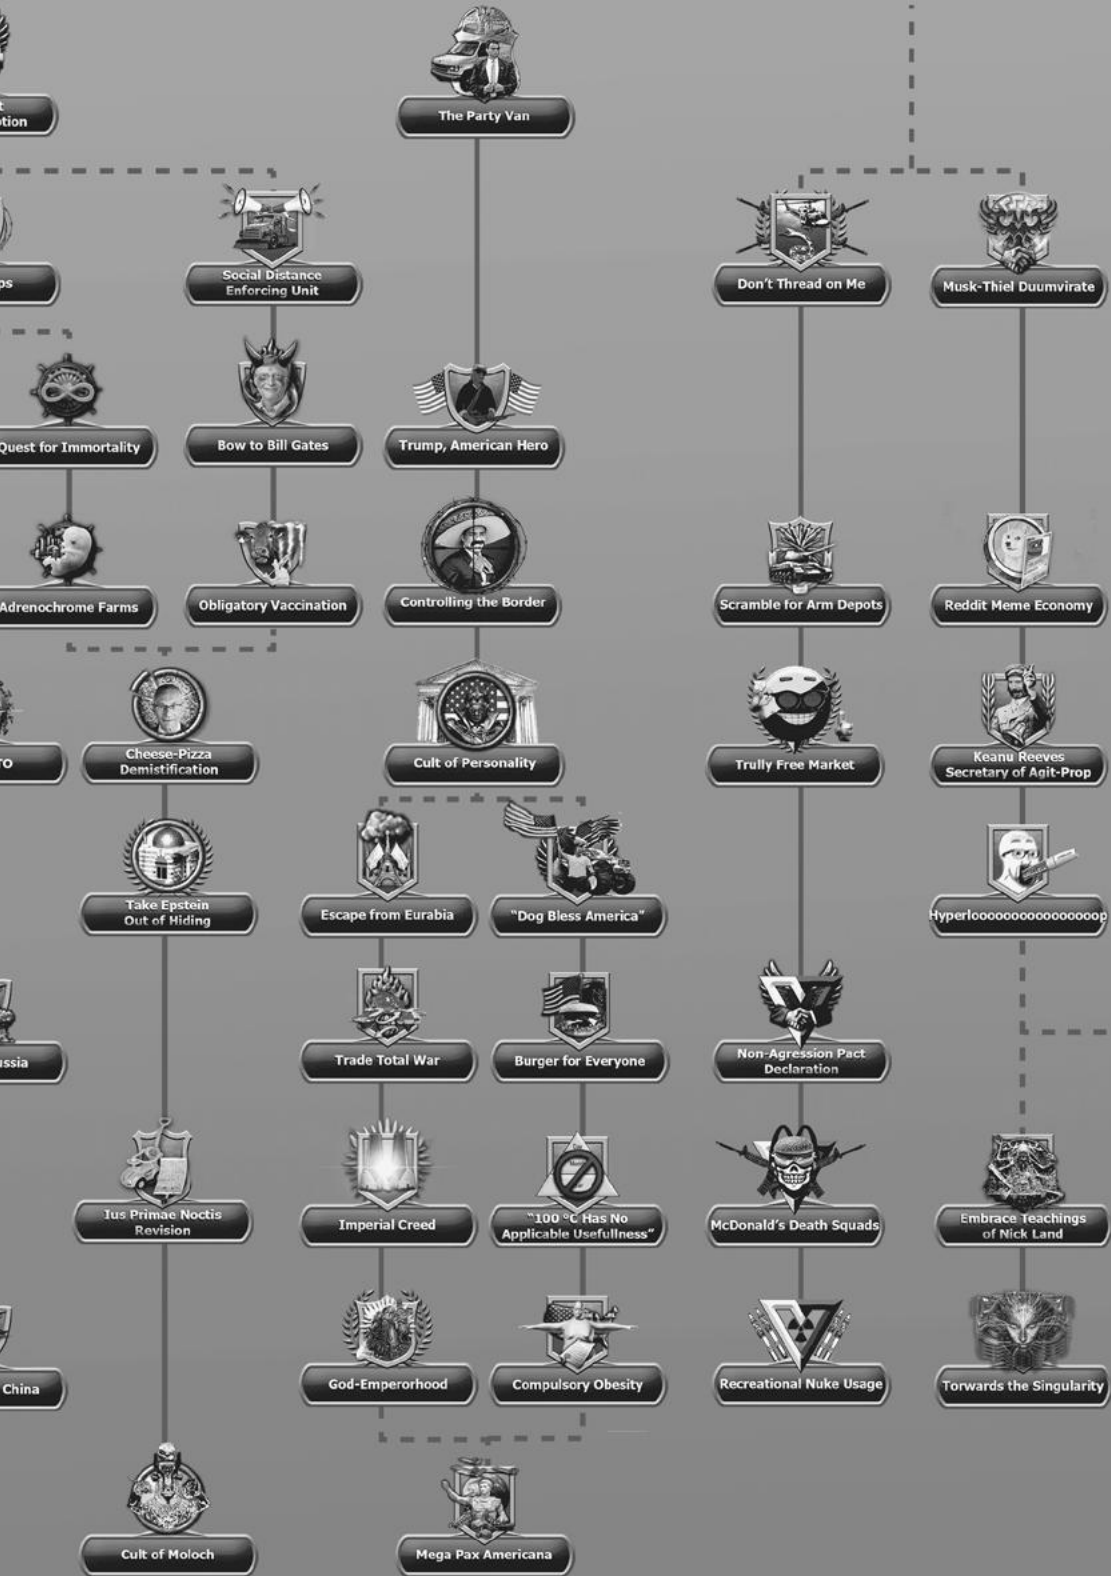 The Party Van
t
tion
Social Distance
Enforcing Unit
Don't Thread on Me
Musk-Thiel Duumvirate
ps
Quest for Immortality
Bow to Bill Gates
Trump, American Hero
Adrenochrome Farms
Obligatory Vaccination
Controlling the Border
Scramble for Arm Depots
Reddit Meme Economy
TO
Cheese-Pizza
Demistification
Cult of Personality
Trully Free Market
Keanu Reeves
Secretary of Agit-Prop
Take Epstein
Out of Hiding
Escape from Eurabia
"Dog Bless America"
Hyperloooooooooooooooop
ussia
Trade Total War
Burger for Everyone
Non-Agression Pact
Declaration
Ius Primae Noctis
Revision
Imperial Creed
"100 °C Has No
Applicable Usefullness"
McDonald's Death Squads
Embrace Teachings
of Nick Land
China
God-Emperorhood
Compulsory Obesity
Recreational Nuke Usage
Torwards the Singularity
Cult of Moloch
Mega Pax Americana